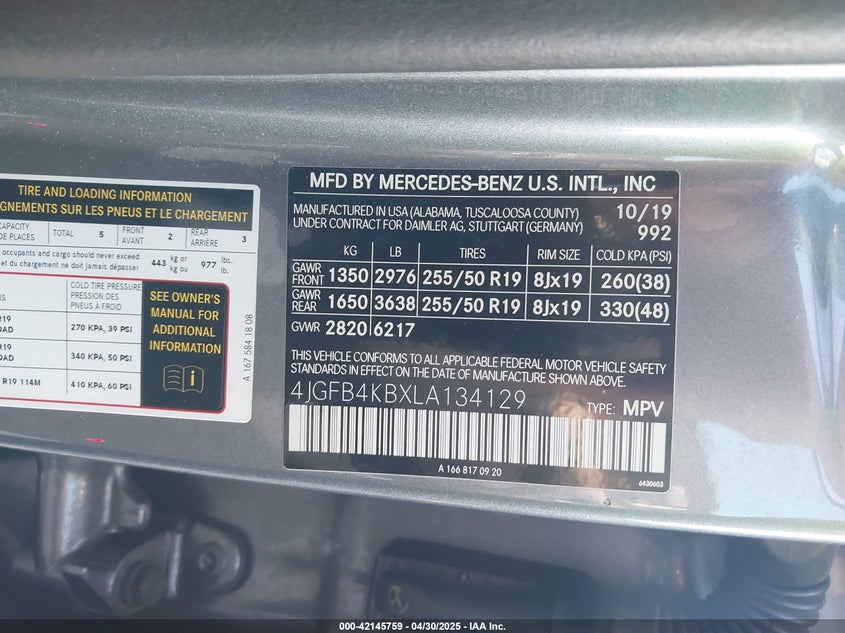 TIRE AND LOADING INFORMATION
GNEMENTS SUR LES PNEUS ET LE CHARGEMENT
CAPACITY
DE PLACES
TOTAL 5
FRONT
AVANT 2
REAR
ARRIÈRE 3
occupants and cargo should never exceed
et du chargement ne doit jamais dépasser
443 kg or
kg ou
977 lbs.
lb.
COLD TIRE PRESSURE
PRESSION DES
PNEUS À FROID
R19
270 KPA, 39 PSI
R19
340 KPA, 50 PSI
R19 114M
410 KPA, 60 PSI
SEE OWNER'S
MANUAL FOR
ADDITIONAL
INFORMATION
i
A 167 584 18 08
MFD BY MERCEDES-BENZ U.S. INTL., INC
MANUFACTURED IN USA (ALABAMA, TUSCALOOSA COUNTY) 10/19
UNDER CONTRACT FOR DAIMLER AG, STUTTGART (GERMANY) 992
KG LB TIRES RIM SIZE COLD KPA (PSI)
GAWR FRONT 1350 2976 255/50 R19 8Jx19 260(38)
GAWR REAR 1650 3638 255/50 R19 8Jx19 330(48)
GVWR 2820 6217
THIS VEHICLE CONFORMS TO ALL APPLICABLE FEDERAL MOTOR VEHICLE SAFETY
STANDARDS IN EFFECT ON THE DATE OF MANUFACTURE SHOWN ABOVE.
4JGFB4KBXLA134129 TYPE: MPV
A 166 817 09 20
6430603
000-42145759 - 04/30/2025 - IAA Inc.